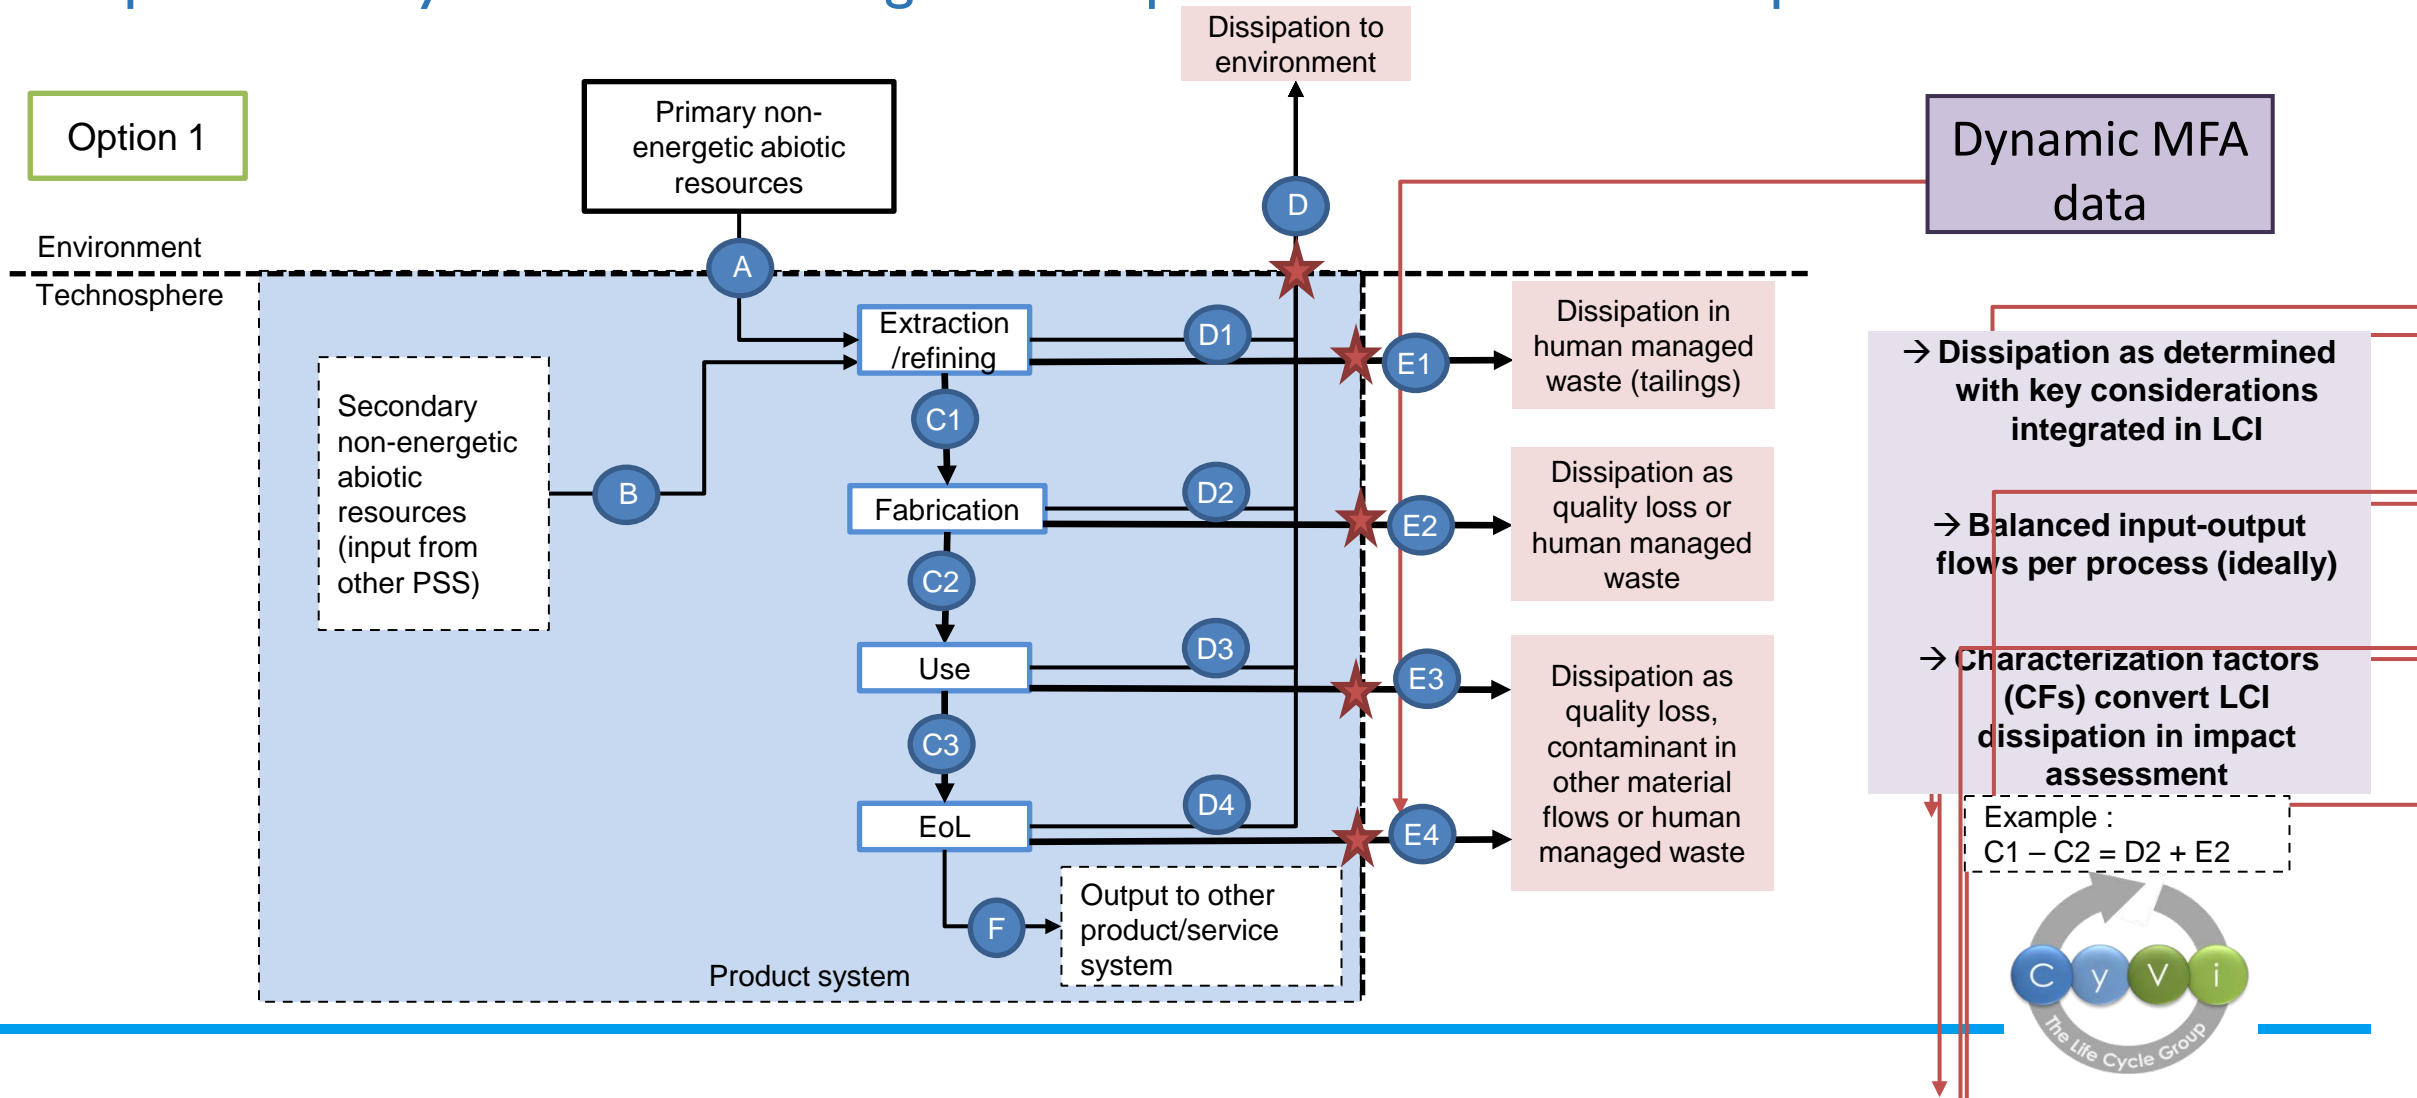 Dissipation to
environment
Option 1
Primary non-
energetic abiotic
resources
Dynamic MFA
data
D
Environment
A
Technosphere
Extraction
/refining
D1
E1
Dissipation in
human managed
waste (tailings)
Secondary
non-energetic
abiotic
resources
(input from
other PSS)
B
C1
Fabrication
D2
E2
Dissipation as
quality loss or
human managed
waste
C2
Use
D3
E3
Dissipation as
quality loss,
contaminant in
other material
flows or human
managed waste
C3
EoL
D4
E4
F
Output to other
product/service
system
Product system
→ Dissipation as determined
with key considerations
integrated in LCI
→ Balanced input-output
flows per process (ideally)
→ Characterization factors
(CFs) convert LCI
dissipation in impact
assessment
Example :
C1 – C2 = D2 + E2
C y V i
The Life Cycle Group